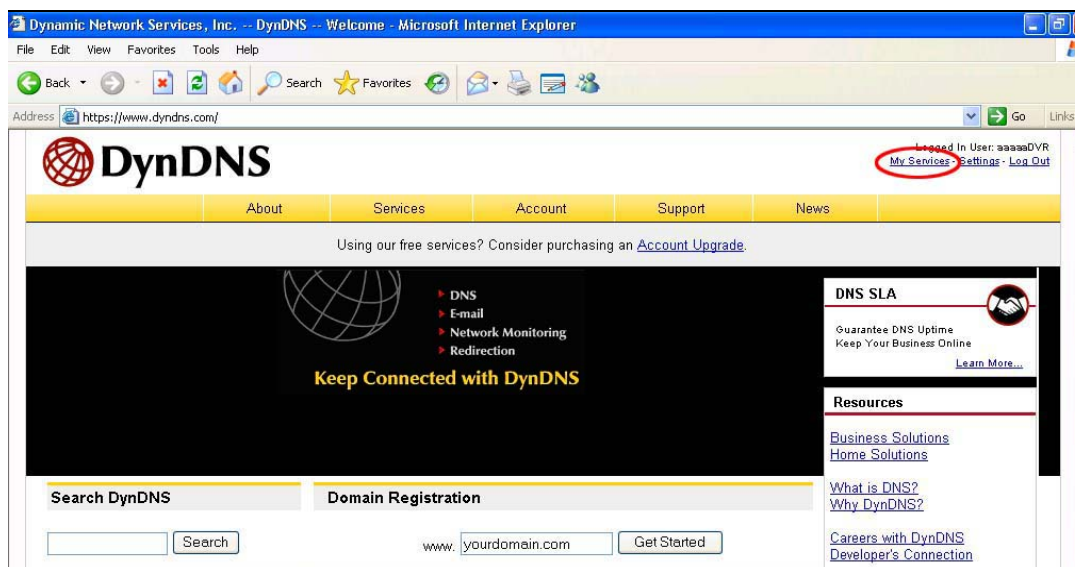 Dynamic Network Services, Inc. -- DynDNS -- Welcome - Microsoft Internet Explorer
File Edit View Favorites Tools Help
Back Search Favorites
Address https://www.dyndns.com/ Go Links
DynDNS
Logged In User: aaaaaDVR
My Services - Settings - Log Out
About Services Account Support News
Using our free services? Consider purchasing an Account Upgrade.
DNS
E-mail
Network Monitoring
Redirection
Keep Connected with DynDNS
DNS SLA
Guarantee DNS Uptime
Keep Your Business Online
Learn More...
Resources
Business Solutions
Home Solutions
What is DNS?
Why DynDNS?
Careers with DynDNS
Developer's Connection
Search DynDNS
Search
Domain Registration
www. yourdomain.com Get Started